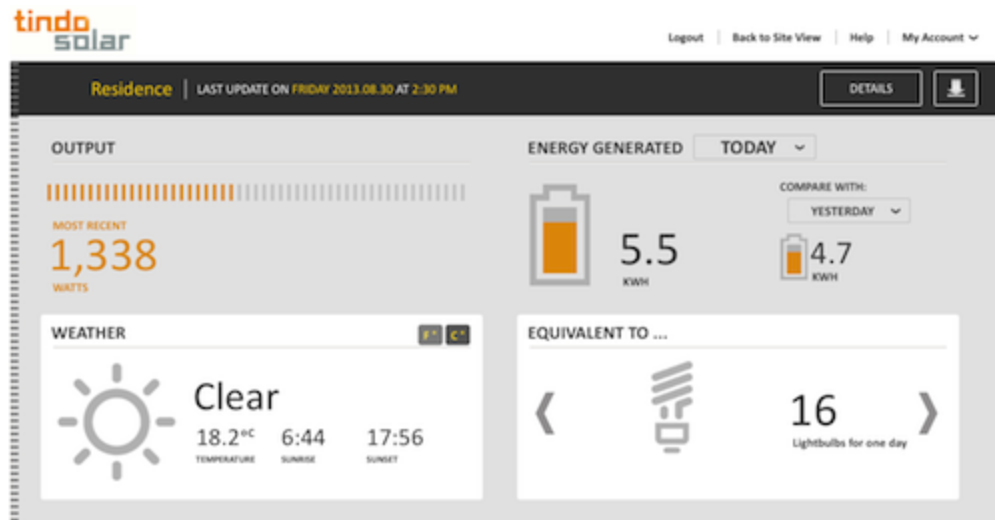 tindo
solar
Logout | Back to Site View | Help | My Account
Residence | LAST UPDATE ON FRIDAY 2013.08.30 AT 2:30 PM
DETAILS
OUTPUT
MOST RECENT
1,338
WATTS
ENERGY GENERATED TODAY
5.5
KWH
COMPARE WITH:
YESTERDAY
4.7
KWH
WEATHER
F° C°
Clear
18.2°C 6:44 17:56
TEMPERATURE SUNRISE SUNSET
EQUIVALENT TO ...
16
Lightbulbs for one day